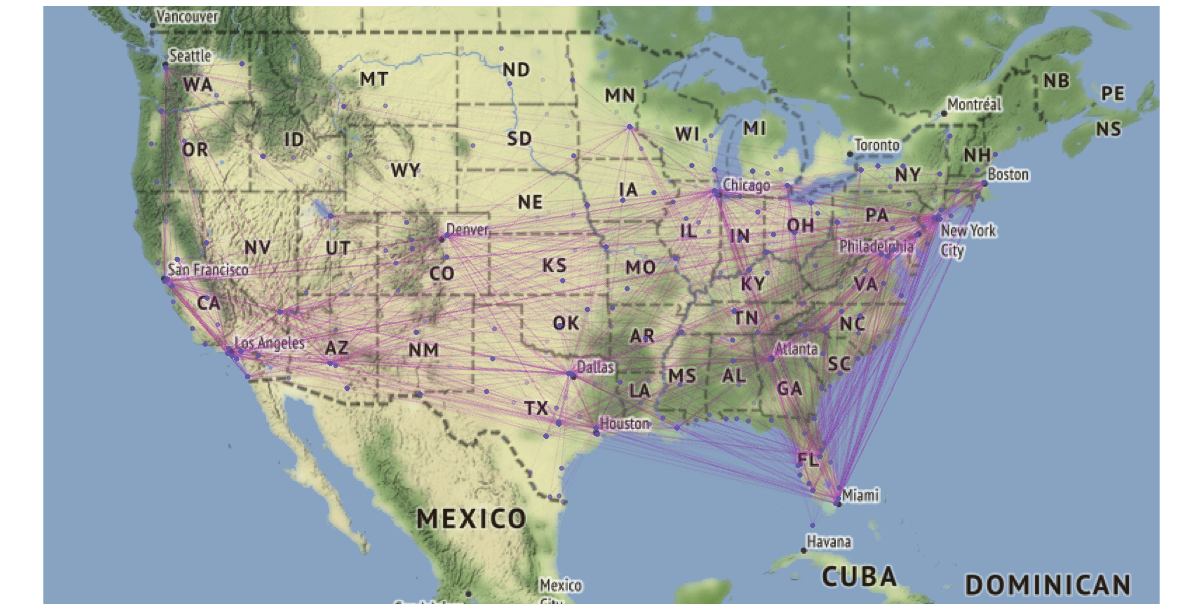 Vancouver
Seattle
WA
MT
ND
MN
NB
PE
Montréal
NS
OR
ID
SD
WI
MI
Toronto
NH
WY
NY
Boston
IA
Chicago
NE
PA
IL
IN
OH
Denver
New York
City
NV
UT
Philadelphia
San Francisco
CO
KS
MO
KY
VA
CA
OK
AR
TN
NC
Los Angeles
AZ
NM
Atlanta
SC
Dallas
LA
MS
AL
GA
TX
Houston
FL
Miami
MEXICO
Havana
CUBA
DOMINICAN
Mexico
City